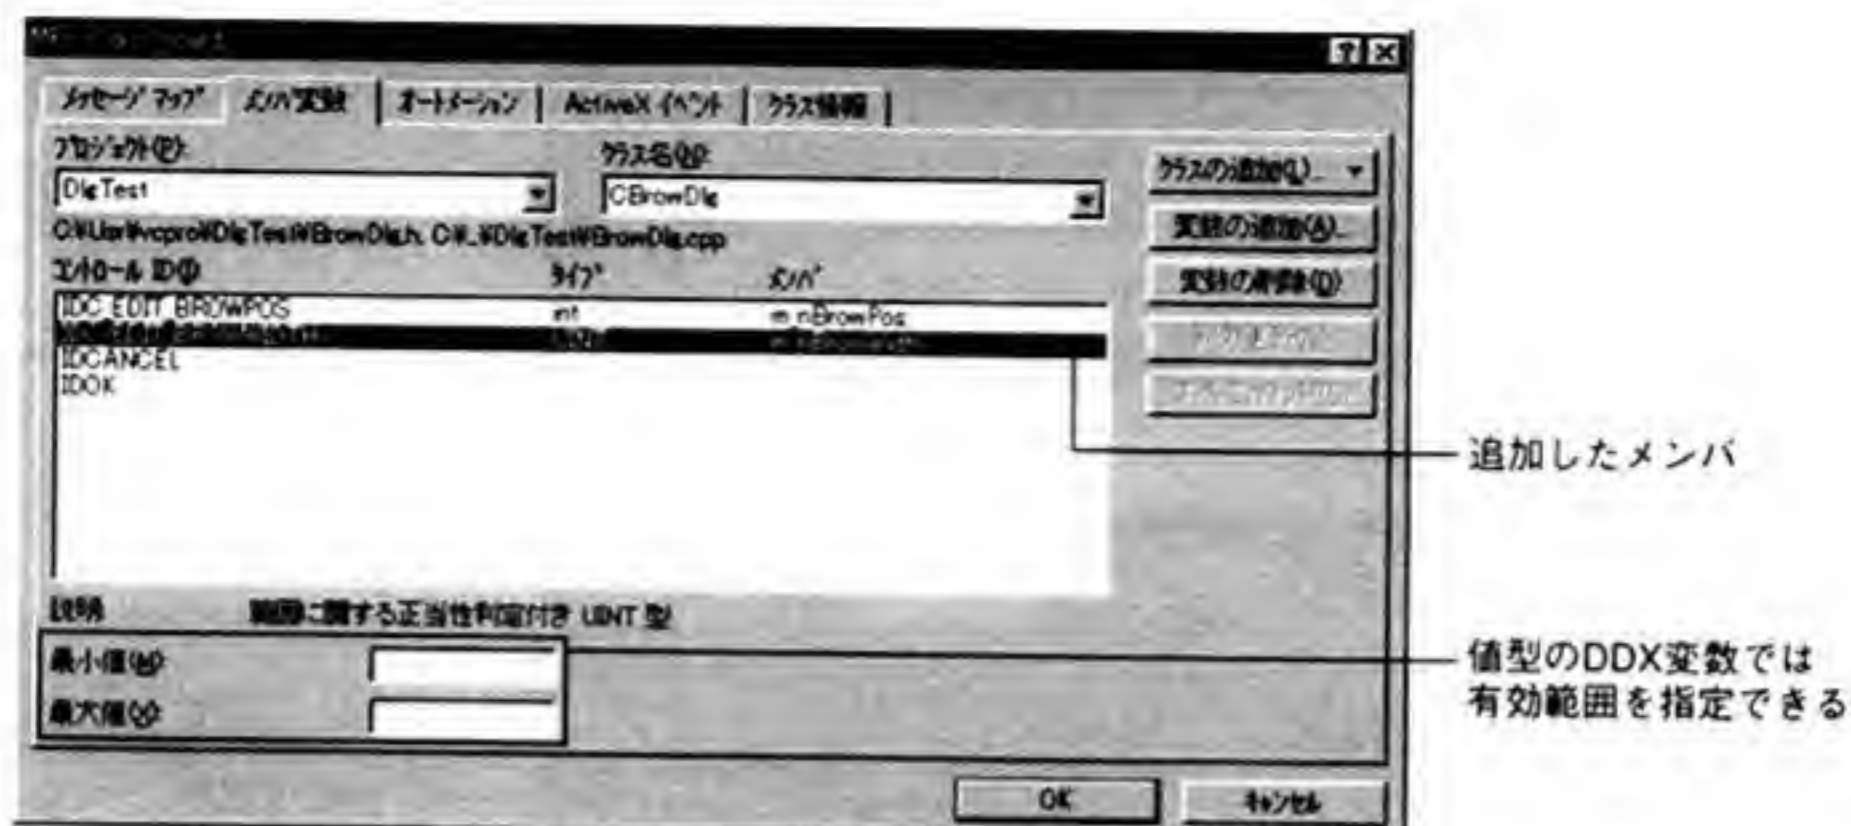 メッセージ マップ
メンバ変数
オートメーション
ActiveX イベント
クラス情報
プロジェクト(P):
クラス名(N):
DlgTest
CBrowDlg
クラスの追加(L)...
変数の追加(A)...
変数の削除(D)
C:¥Usr¥vcpro¥DlgTest¥BrowDlg.h, C:¥...¥DlgTest¥BrowDlg.cpp
コントロール ID(I):
タイプ
メンバ
IDC_EDIT_BROWPOS
int
m_nBrowPos
IDCANCEL
IDOK
追加したメンバ
説明:
範囲に関する正当性判定付き UINT 型
最小値(M):
最大値(X):
値型のDDX変数では
有効範囲を指定できる
OK
キャンセル